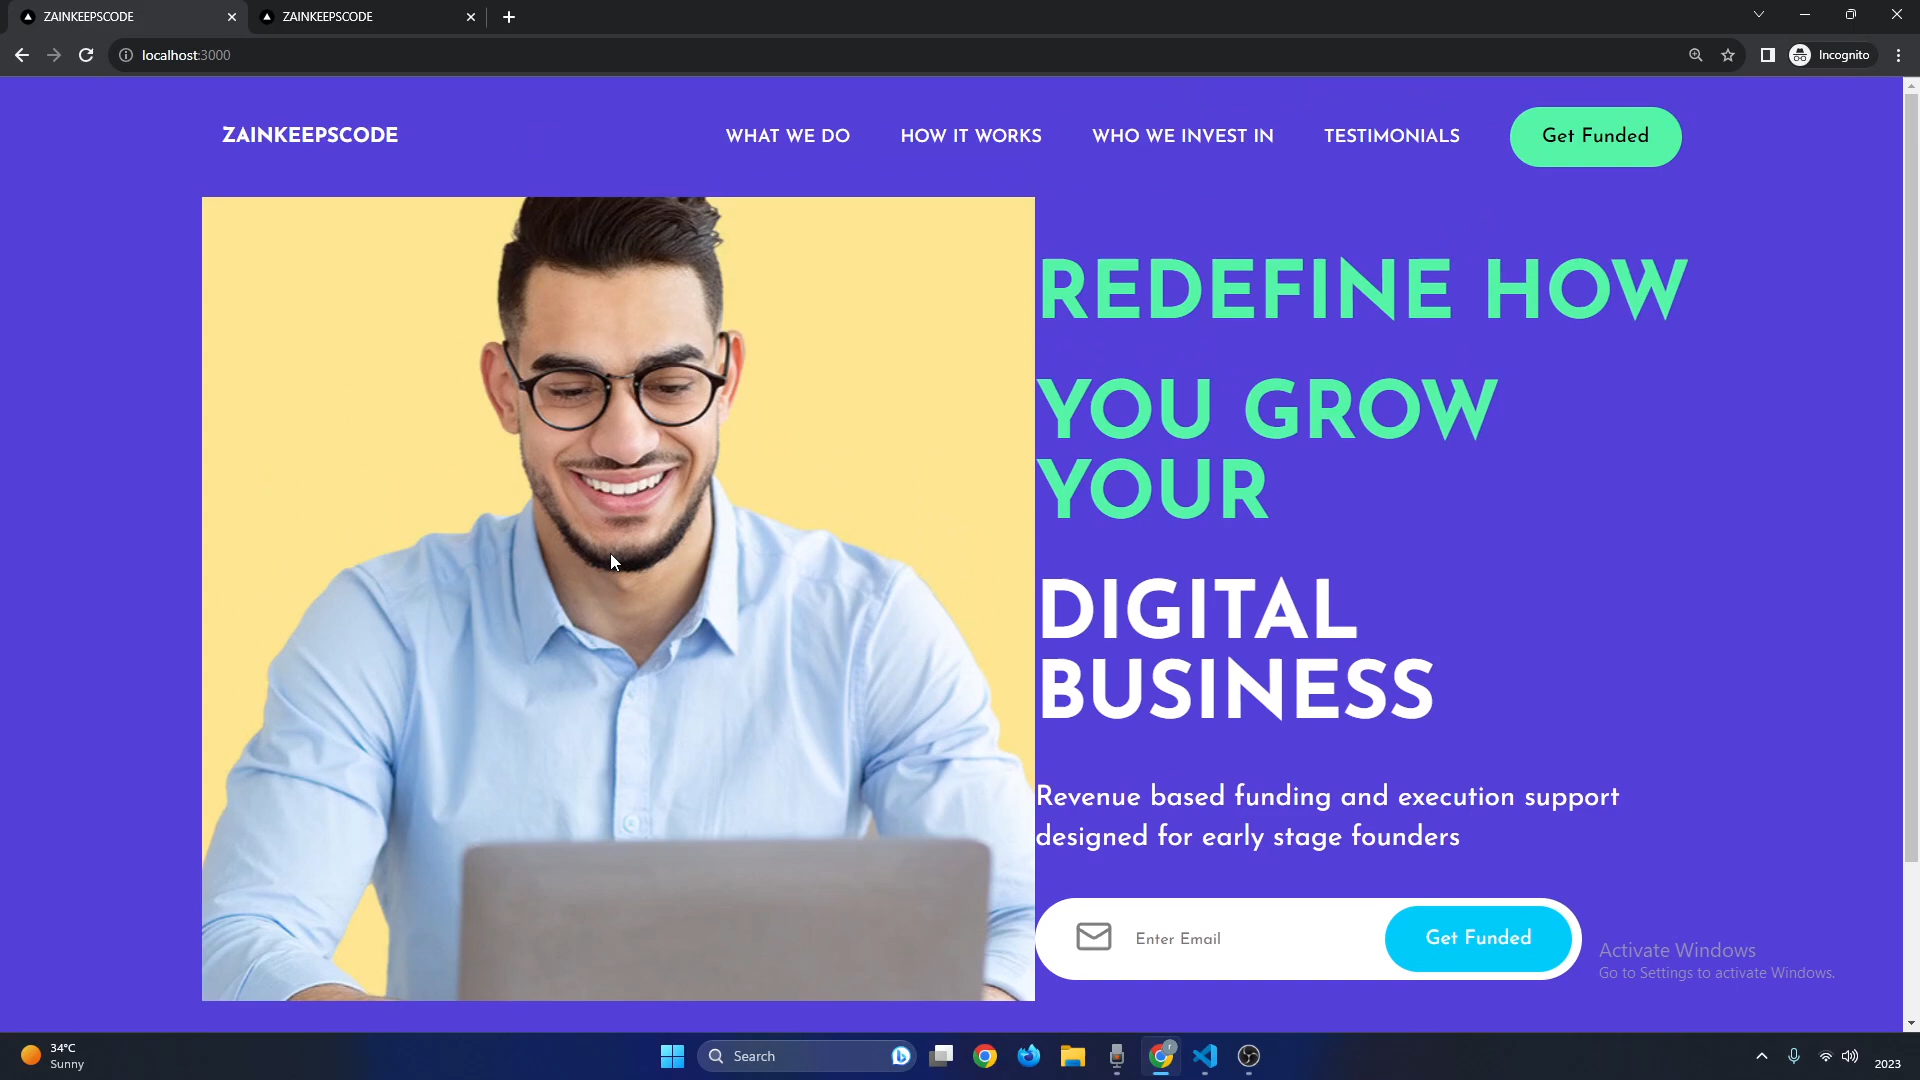 ZAINKEEPSCODE
ZAINKEEPSCODE
localhost:3000
Incognito
ZAINKEEPSCODE
WHAT WE DO
HOW IT WORKS
WHO WE INVEST IN
TESTIMONIALS
Get Funded
REDEFINE HOW
YOU GROW
YOUR
DIGITAL
BUSINESS
Revenue based funding and execution support
designed for early stage founders
Enter Email
Get Funded
Activate Windows
Go to Settings to activate Windows.
34°C
Sunny
Search
2023